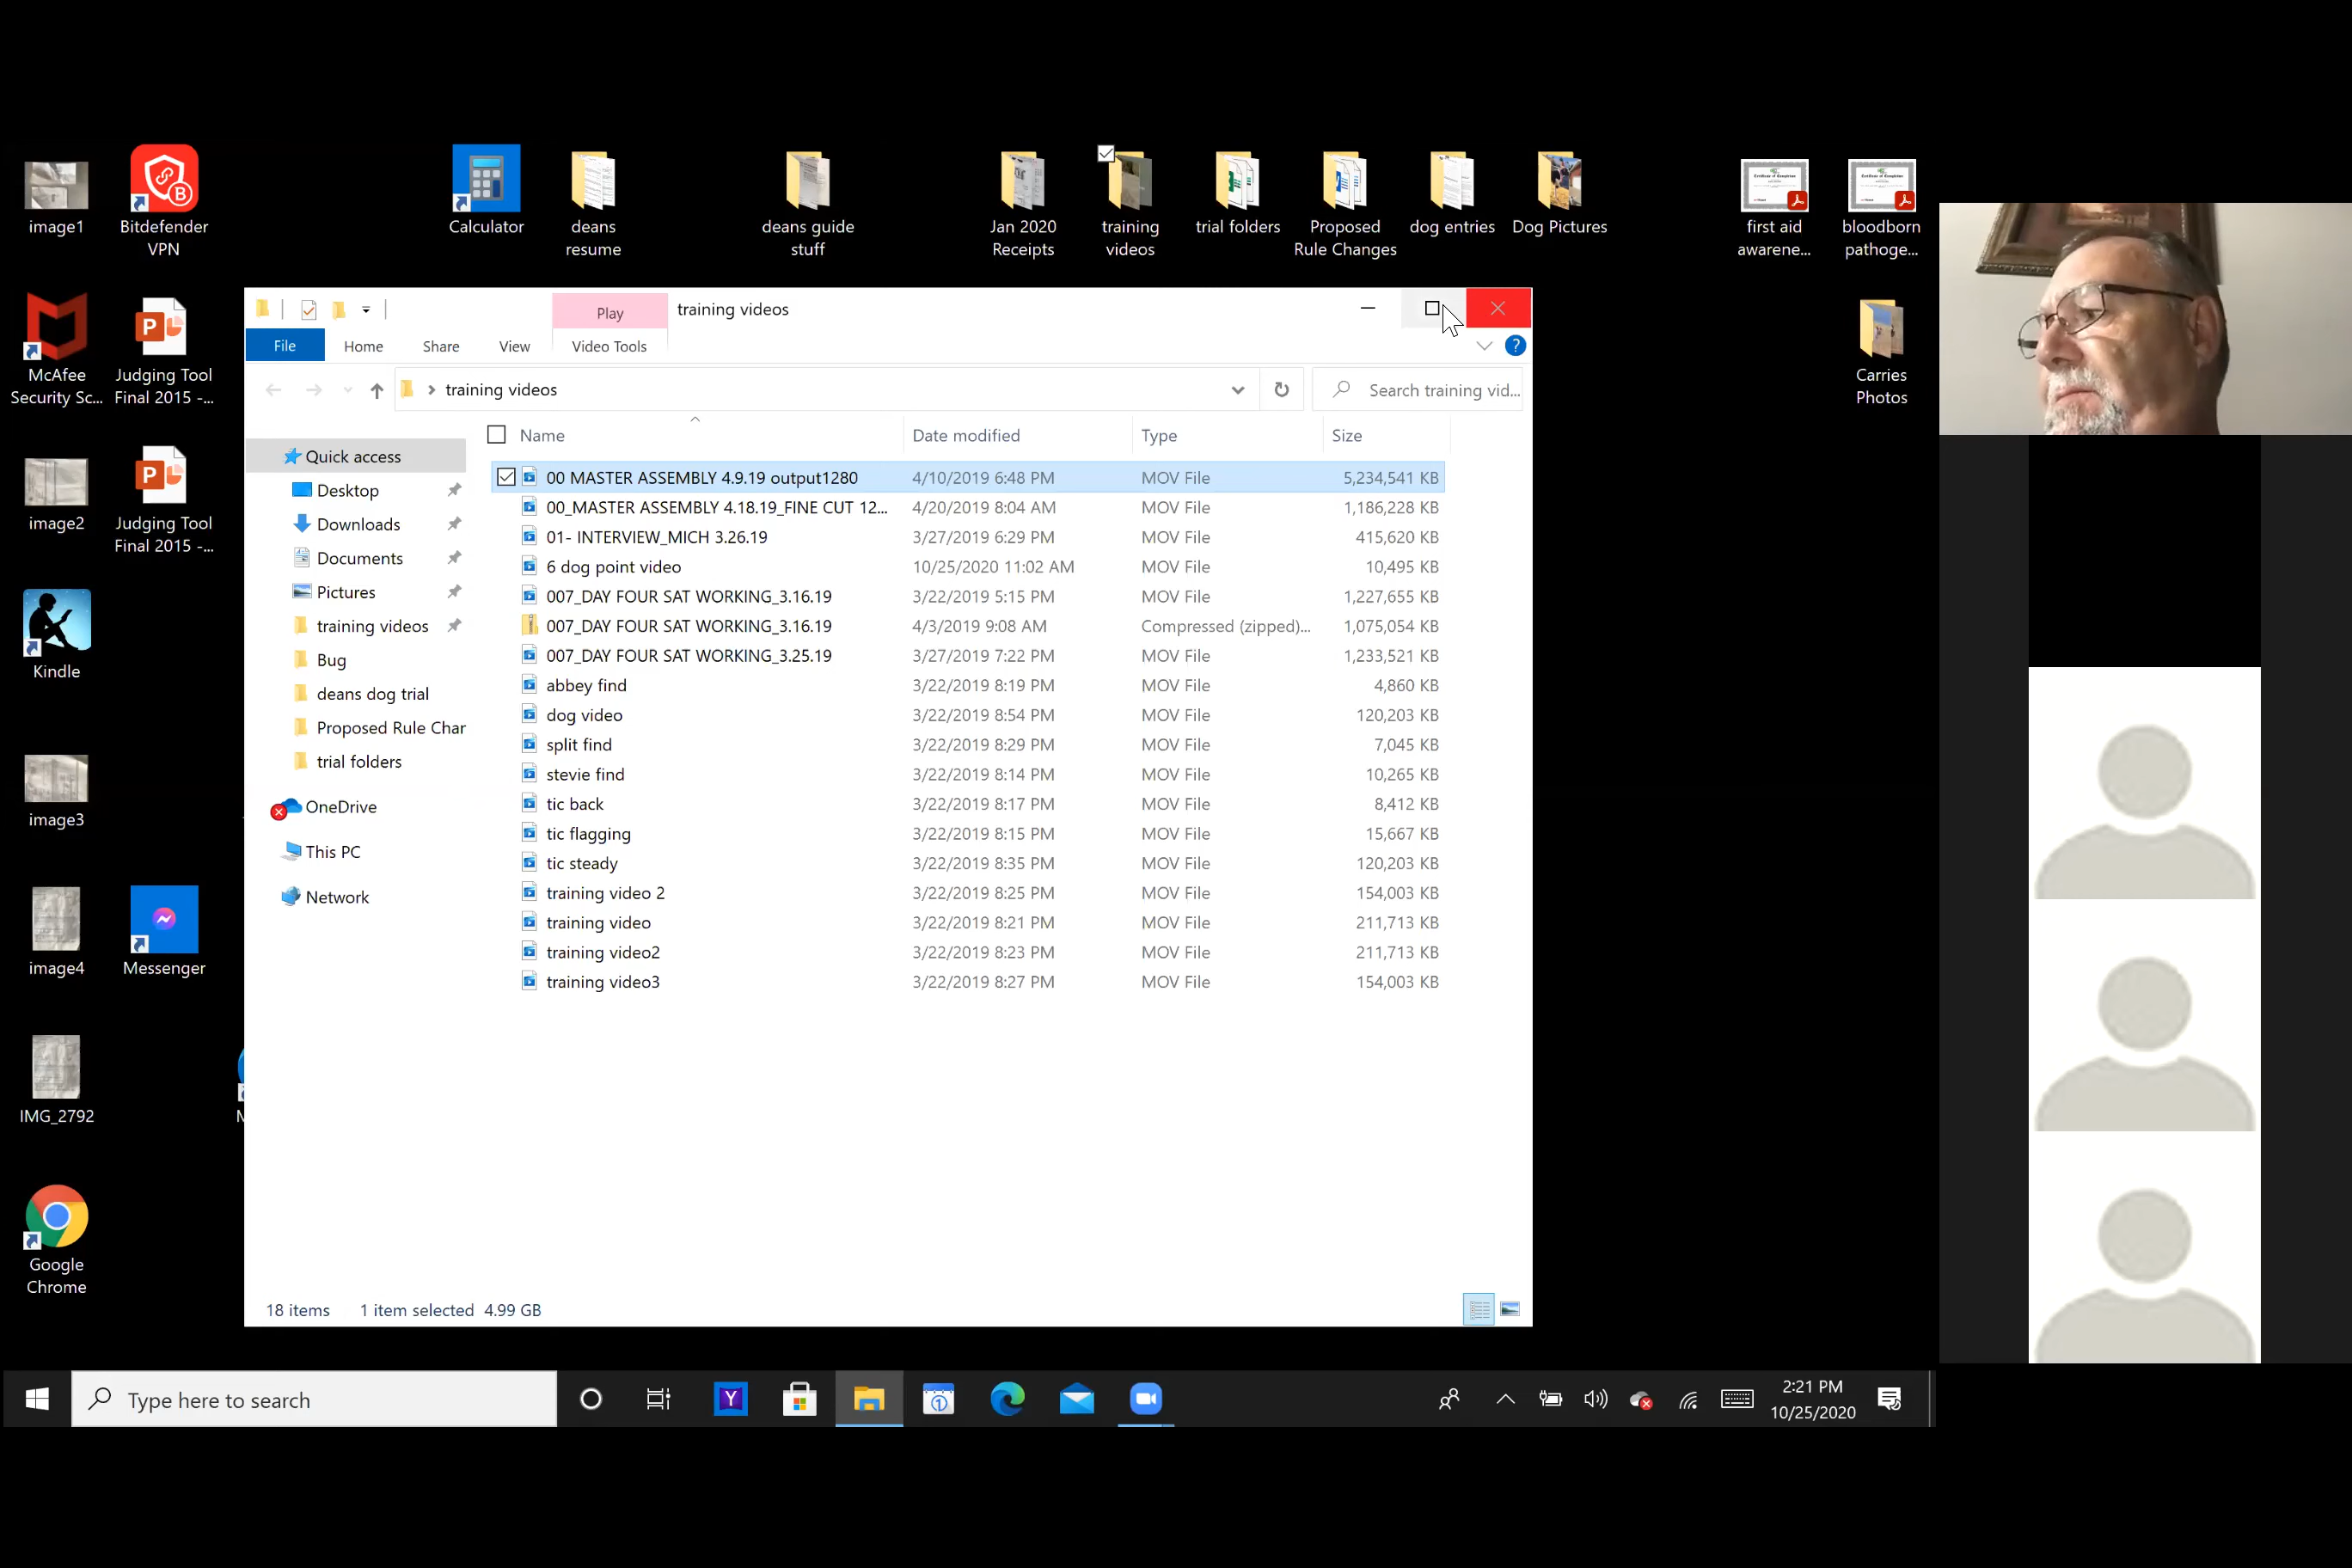 image1
Bitdefender
VPN
Calculator
deans
resume
deans guide
stuff
Jan 2020
Receipts
training
videos
trial folders
Proposed
Rule Changes
dog entries
Dog Pictures
first aid
awarene...
bloodborn
pathoge...
McAfee
Security Sc...
Judging Tool
Final 2015 -...
Carries
Photos
image2
Judging Tool
Final 2015 -...
Kindle
image3
image4
Messenger
IMG_2792
M
Google
Chrome
Play
training videos
File
Home
Share
View
Video Tools
training videos
Search training vid...
Name
Date modified
Type
Size
Quick access
Desktop
Downloads
Documents
Pictures
training videos
Bug
deans dog trial
Proposed Rule Char
trial folders
OneDrive
This PC
Network
00 MASTER ASSEMBLY 4.9.19 output1280 4/10/2019 6:48 PM MOV File 5,234,541 KB
00_MASTER ASSEMBLY 4.18.19_FINE CUT 12... 4/20/2019 8:04 AM MOV File 1,186,228 KB
01- INTERVIEW_MICH 3.26.19 3/27/2019 6:29 PM MOV File 415,620 KB
6 dog point video 10/25/2020 11:02 AM MOV File 10,495 KB
007_DAY FOUR SAT WORKING_3.16.19 3/22/2019 5:15 PM MOV File 1,227,655 KB
007_DAY FOUR SAT WORKING_3.16.19 4/3/2019 9:08 AM Compressed (zipped)... 1,075,054 KB
007_DAY FOUR SAT WORKING_3.25.19 3/27/2019 7:22 PM MOV File 1,233,521 KB
abbey find 3/22/2019 8:19 PM MOV File 4,860 KB
dog video 3/22/2019 8:54 PM MOV File 120,203 KB
split find 3/22/2019 8:29 PM MOV File 7,045 KB
stevie find 3/22/2019 8:14 PM MOV File 10,265 KB
tic back 3/22/2019 8:17 PM MOV File 8,412 KB
tic flagging 3/22/2019 8:15 PM MOV File 15,667 KB
tic steady 3/22/2019 8:35 PM MOV File 120,203 KB
training video 2 3/22/2019 8:25 PM MOV File 154,003 KB
training video 3/22/2019 8:21 PM MOV File 211,713 KB
training video2 3/22/2019 8:23 PM MOV File 211,713 KB
training video3 3/22/2019 8:27 PM MOV File 154,003 KB
18 items 1 item selected 4.99 GB
Type here to search
2:21 PM
10/25/2020